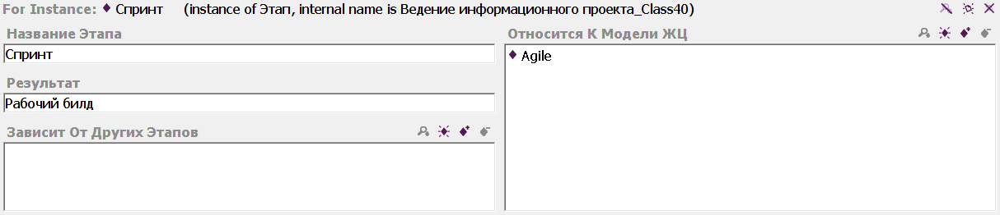 For Instance: Спринт (instance of Этап, internal name is Ведение информационного проекта_Class40)
Название Этапа
Спринт
Результат
Рабочий билд
Зависит От Других Этапов
Относится К Модели ЖЦ
Agile